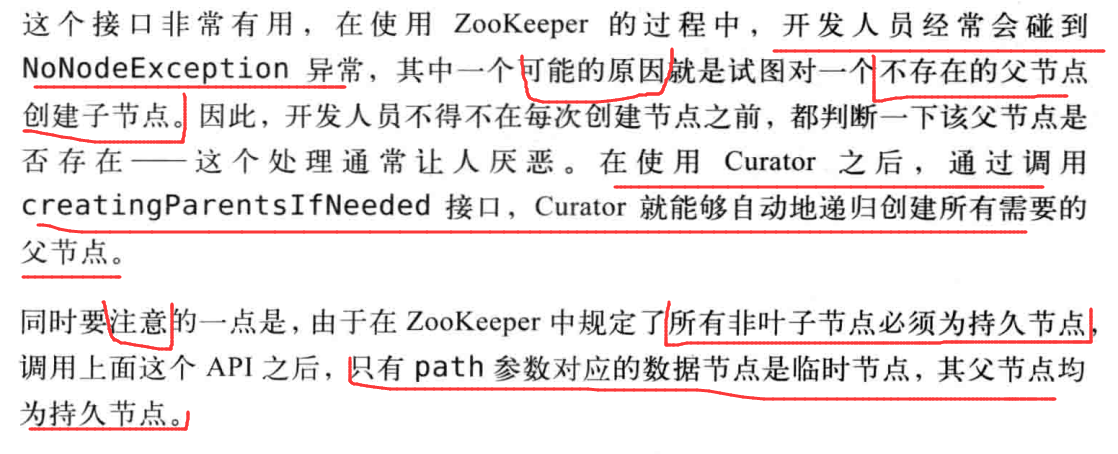 这个接口非常有用，在使用 ZooKeeper 的过程中，开发人员经常会碰到
NoNodeException 异常，其中一个可能的原因就是试图对一个不存在的父节点
创建子节点。因此，开发人员不得不在每次创建节点之前，都判断一下该父节点是
否存在——这个处理通常让人厌恶。在使用 Curator 之后，通过调用
creatingParentsIfNeeded 接口，Curator 就能够自动地递归创建所有需要的
父节点。
同时要注意的一点是，由于在 ZooKeeper 中规定了所有非叶子节点必须为持久节点，
调用上面这个 API 之后，只有 path 参数对应的数据节点是临时节点，其父节点均
为持久节点。